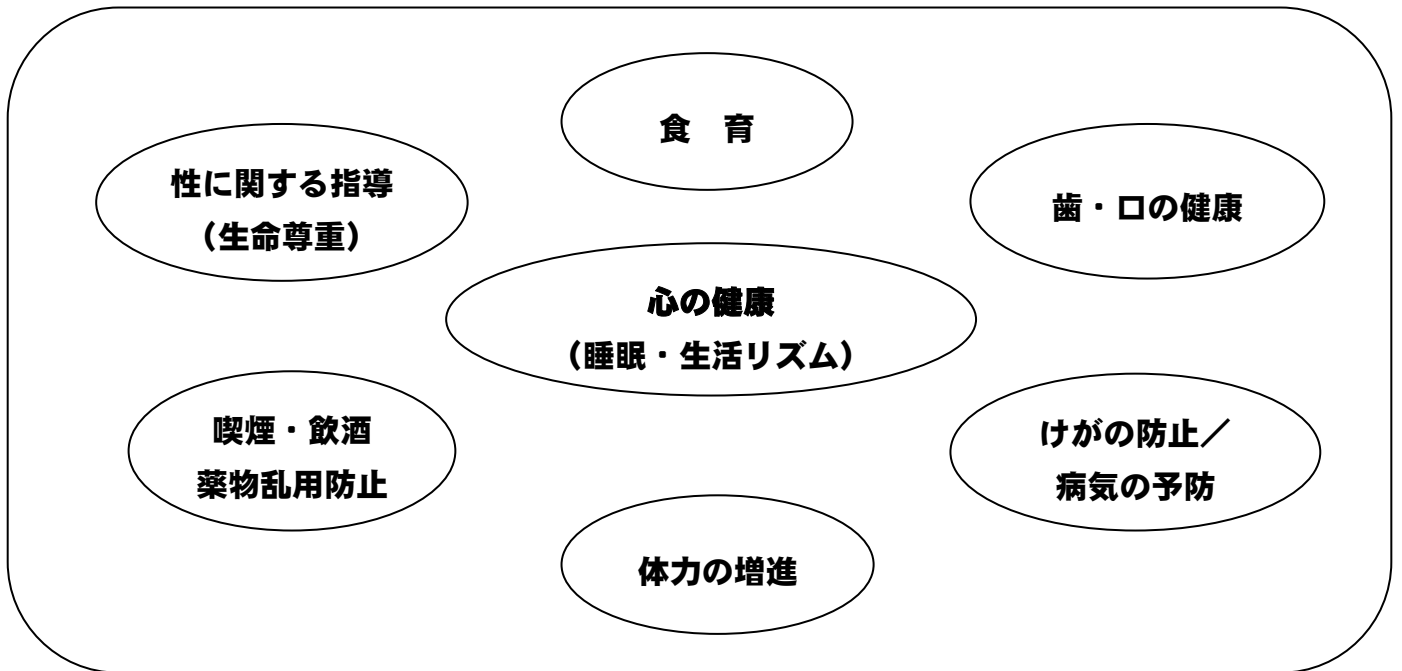 食　育
性に関する指導
（生命尊重）
歯・口の健康
心の健康
（睡眠・生活リズム）
喫煙・飲酒
薬物乱用防止
けがの防止／
病気の予防
体力の増進